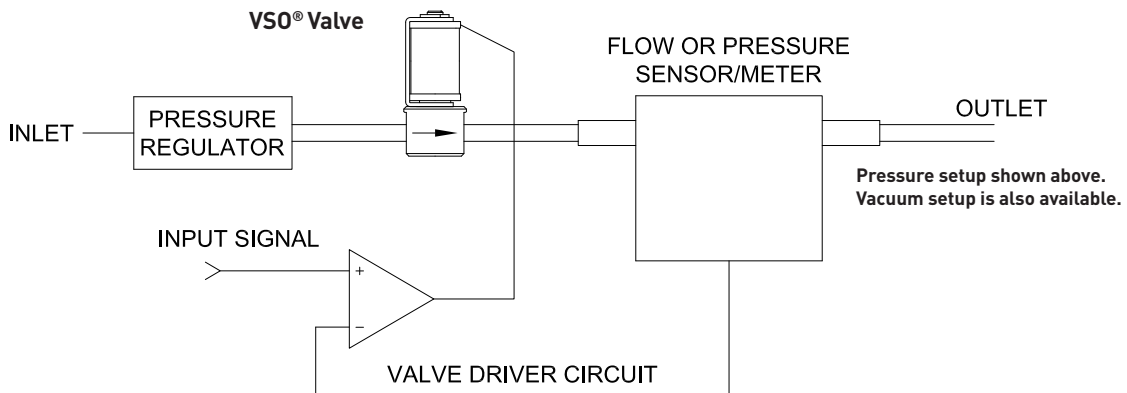 VSO® Valve
FLOW OR PRESSURE
SENSOR/METER
INLET
PRESSURE
REGULATOR
OUTLET
Pressure setup shown above.
Vacuum setup is also available.
INPUT SIGNAL
+
−
VALVE DRIVER CIRCUIT